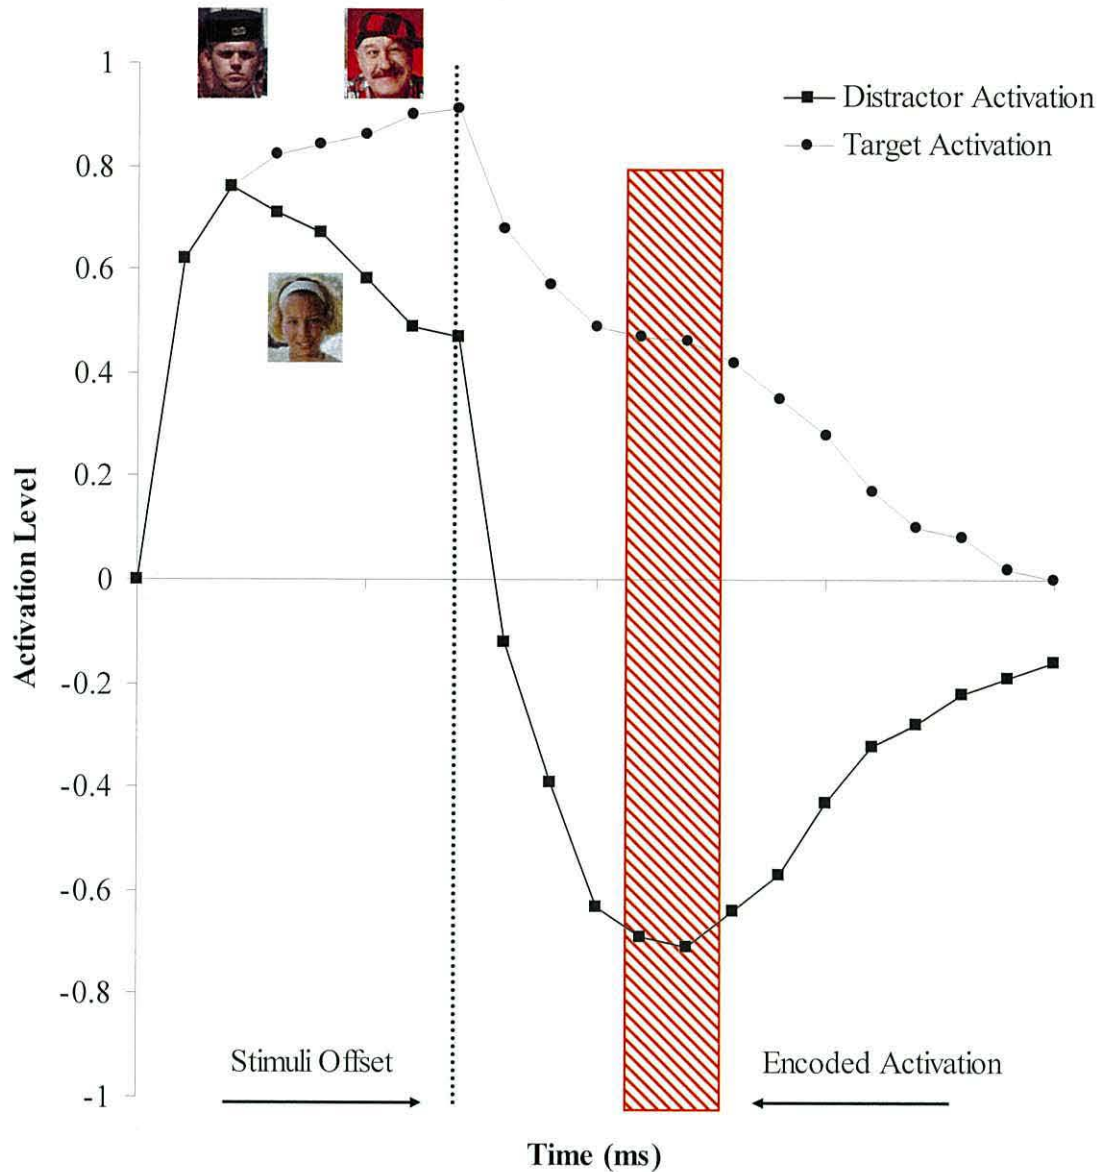 1
0.8
0.6
0.4
0.2
0
-0.2
-0.4
-0.6
-0.8
-1
Activation Level
Distractor Activation
Target Activation
Stimuli Offset
Encoded Activation
Time (ms)